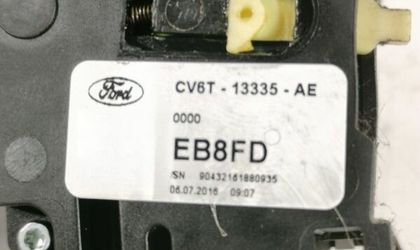 Ford
CV6T - 13335 - AE
0000
EB8FD
SN 90432161880935
06.07.2016 09:07